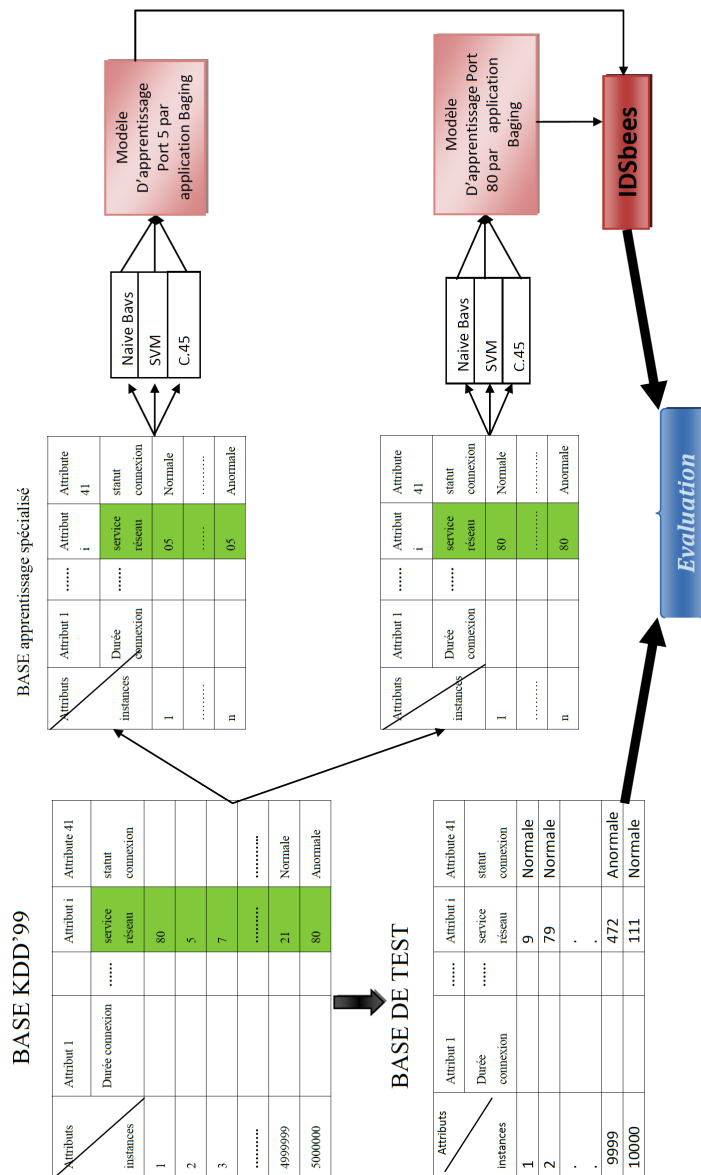 BASE KDD'99
Attributs
instances
Attribut 1
......
Attribut i
Attribute 41
Durée connexion
......
service
réseau
statut
connexion
1
80
2
5
3
7
.........
.........
............
4999999
21
Normale
5000000
80
Anormale
BASE DE TEST
Attributs
instances
Attribut 1
......
Attribut i
Attribute 41
Durée
connexion
......
service
réseau
statut
connexion
1
9
Normale
2
79
Normale
.
.
.
.
9999
472
Anormale
10000
111
Normale
BASE apprentissage spécialisé
Attributs
instances
Attribut 1
......
Attribut
i
Attribute
41
Durée
connexion
......
service
réseau
statut
connexion
1
05
Normale
.........
.......
..........
n
05
Anormale
Attributs
instances
Attribut 1
......
Attribut
i
Attribute
41
Durée
connexion
......
service
réseau
statut
connexion
1
80
Normale
.........
.........
............
n
80
Anormale
Naive Bavs
SVM
C.45
Naive Bavs
SVM
C.45
Modèle
D'apprentissage
Port 5 par
application Baging
Modèle
D'apprentissage Port
80 par application
Baging
IDSbees
Evaluation